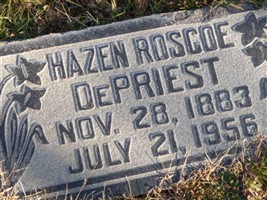 HAZEN ROSCOE
DEPRIEST
NOV. 28. 1883
JULY 21. 1956